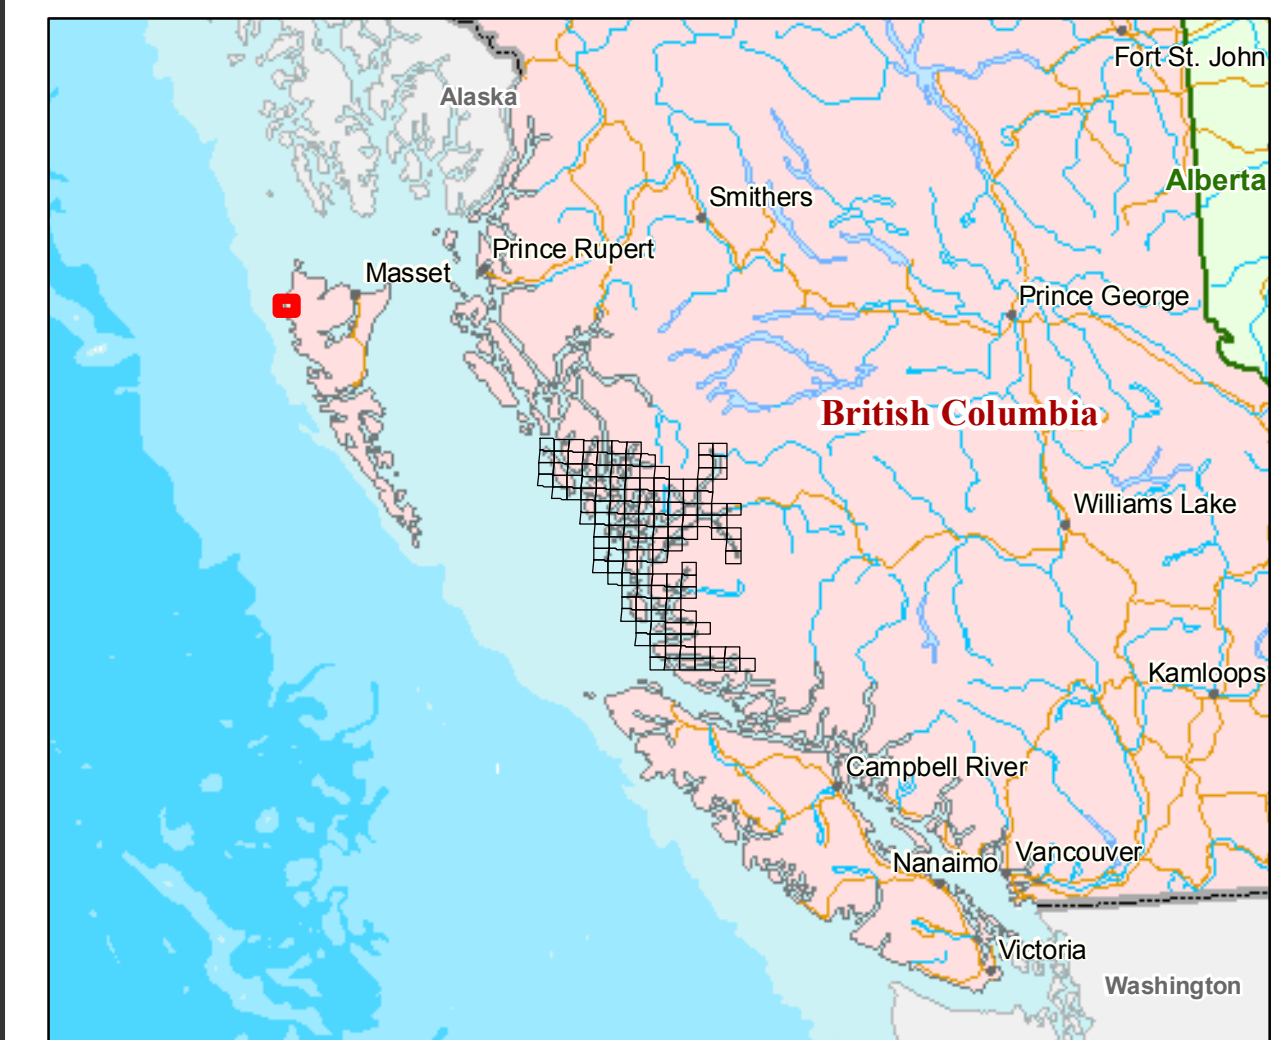 Fort St. John
Alaska
Alberta
Smithers
Prince Rupert
Masset
Prince George
British Columbia
Williams Lake
Kamloops
Campbell River
Vancouver
Nanaimo
Victoria
Washington